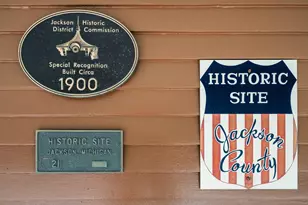 Jackson Historic
District Commission
Special Recognition
Built Circa
1900
HISTORIC SITE
JACKSON, MICHIGAN
21
HISTORIC
SITE
Jackson
County